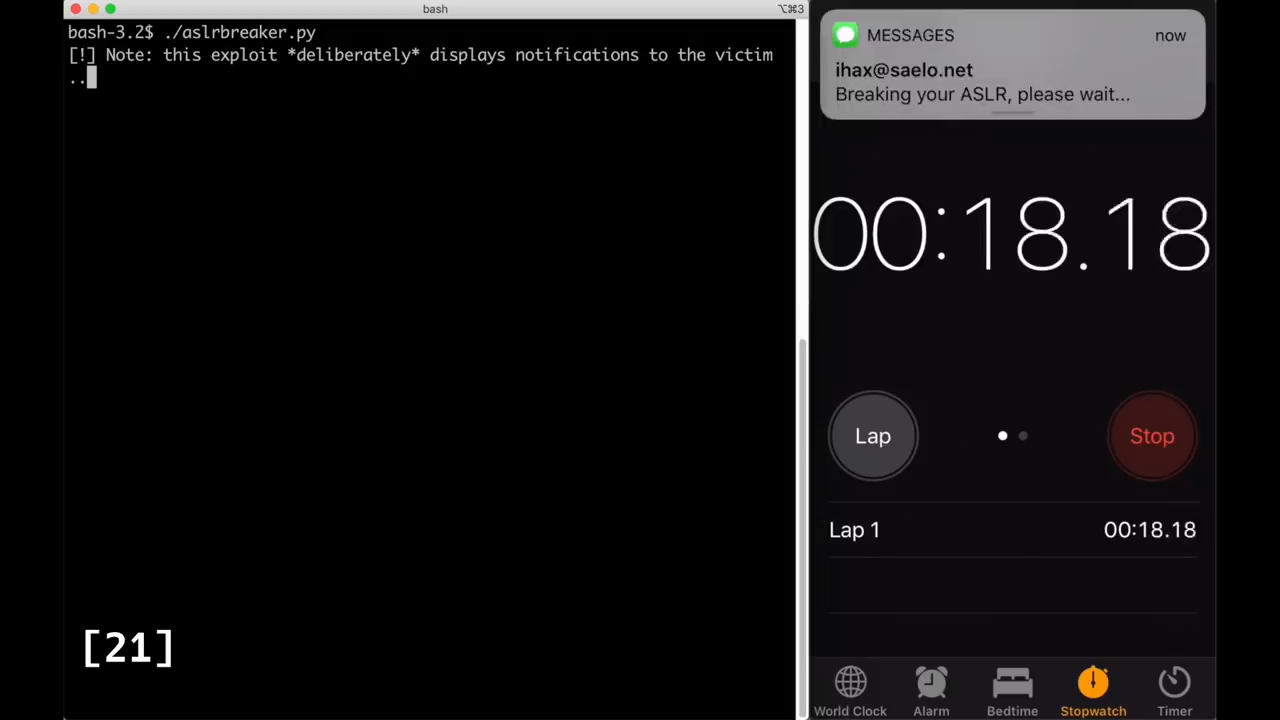 bash
⌥⌘3
bash-3.2$ ./aslrbreaker.py
[!] Note: this exploit *deliberately* displays notifications to the victim
..
[21]
MESSAGES now
ihax@saelo.net
Breaking your ASLR, please wait...
00:18.18
Lap Stop
Lap 1 00:18.18
World Clock Alarm Bedtime Stopwatch Timer